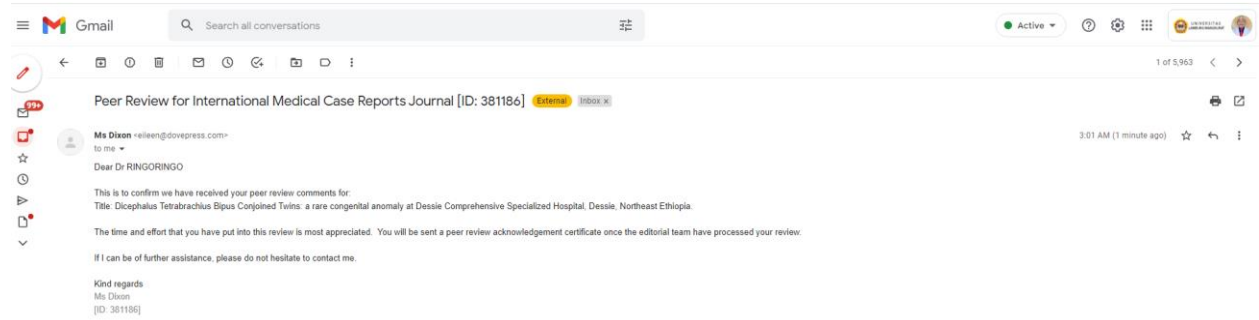 Gmail
Search all conversations
Active
UNIVERSITAS
1 of 5,963
99+
Peer Review for International Medical Case Reports Journal [ID: 381186] External Inbox x
Ms Dixon <eileen@dovepress.com>
3:01 AM (1 minute ago)
to me
Dear Dr RINGORINGO
This is to confirm we have received your peer review comments for:
Title: Dicephalus Tetrabrachius Bipus Conjoined Twins: a rare congenital anomaly at Dessie Comprehensive Specialized Hospital, Dessie, Northeast Ethiopia.
The time and effort that you have put into this review is most appreciated. You will be sent a peer review acknowledgement certificate once the editorial team have processed your review.
If I can be of further assistance, please do not hesitate to contact me.
Kind regards
Ms Dixon
[ID: 381186]